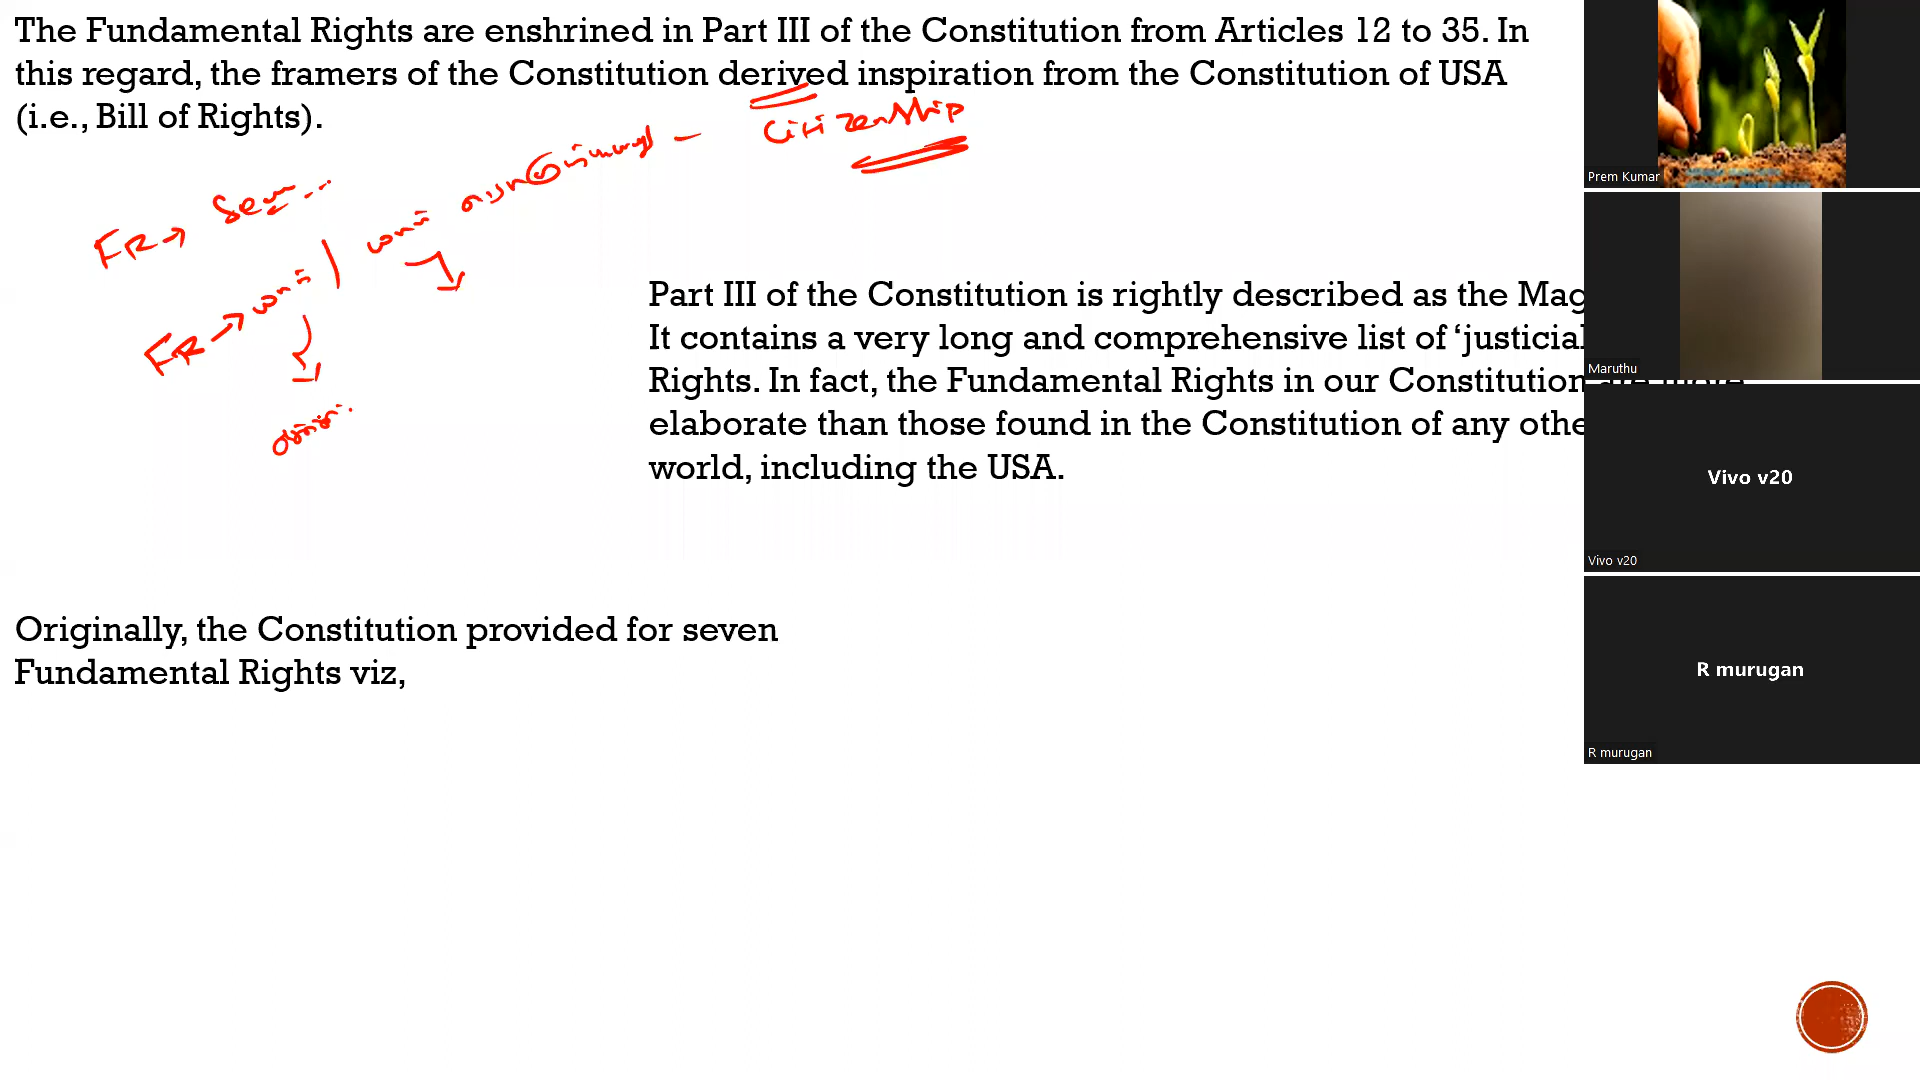 The Fundamental Rights are enshrined in Part III of the Constitution from Articles 12 to 35. In
this regard, the framers of the Constitution derived inspiration from the Constitution of USA
(i.e., Bill of Rights).
Citizenship
FR →
FR → யார்
யார்
Part III of the Constitution is rightly described as the Mag
It contains a very long and comprehensive list of ‘justicial
Rights. In fact, the Fundamental Rights in our Constitution are more
elaborate than those found in the Constitution of any othe
world, including the USA.
Originally, the Constitution provided for seven
Fundamental Rights viz,
Prem Kumar
Maruthu
Vivo v20
Vivo v20
R murugan
R murugan